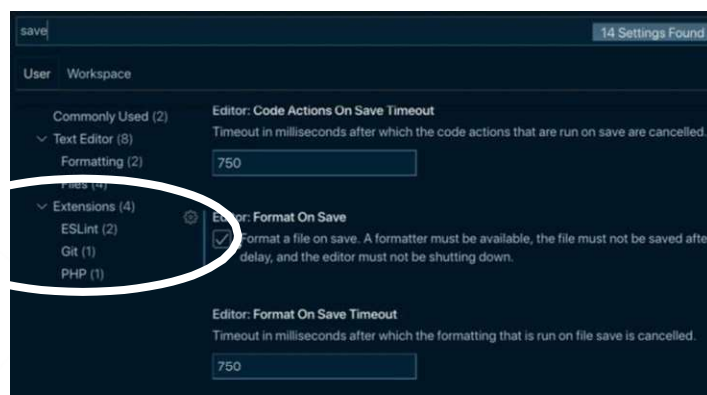 save
14 Settings Found
User Workspace
Commonly Used (2)
Text Editor (8)
Formatting (2)
Files (4)
Extensions (4)
ESLint (2)
Git (1)
PHP (1)
Editor: Code Actions On Save Timeout
Timeout in milliseconds after which the code actions that are run on save are cancelled.
750
Editor: Format On Save
Format a file on save. A formatter must be available, the file must not be saved afte
delay, and the editor must not be shutting down.
Editor: Format On Save Timeout
Timeout in milliseconds after which the formatting that is run on file save is cancelled.
750